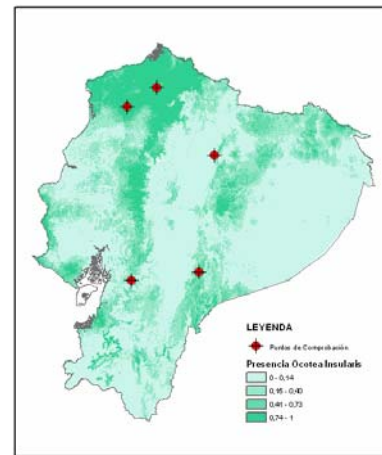 LEYENDA
Puntos de Comprobación
Presencia Ocotea Insularis
0 - 0,14
0,15 - 0,40
0,41 - 0,73
0,74 - 1